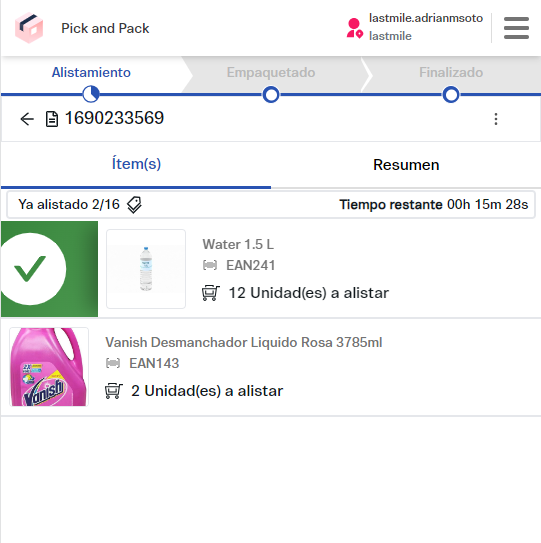 Pick and Pack
lastmile.adrianmsoto
lastmile
Alistamiento
Empaquetado
Finalizado
1690233569
Ítem(s)
Resumen
Ya alistado 2/16
Tiempo restante 00h 15m 28s
Water 1.5 L
EAN241
12 Unidad(es) a alistar
Vanish Desmanchador Liquido Rosa 3785ml
EAN143
2 Unidad(es) a alistar
Vanish